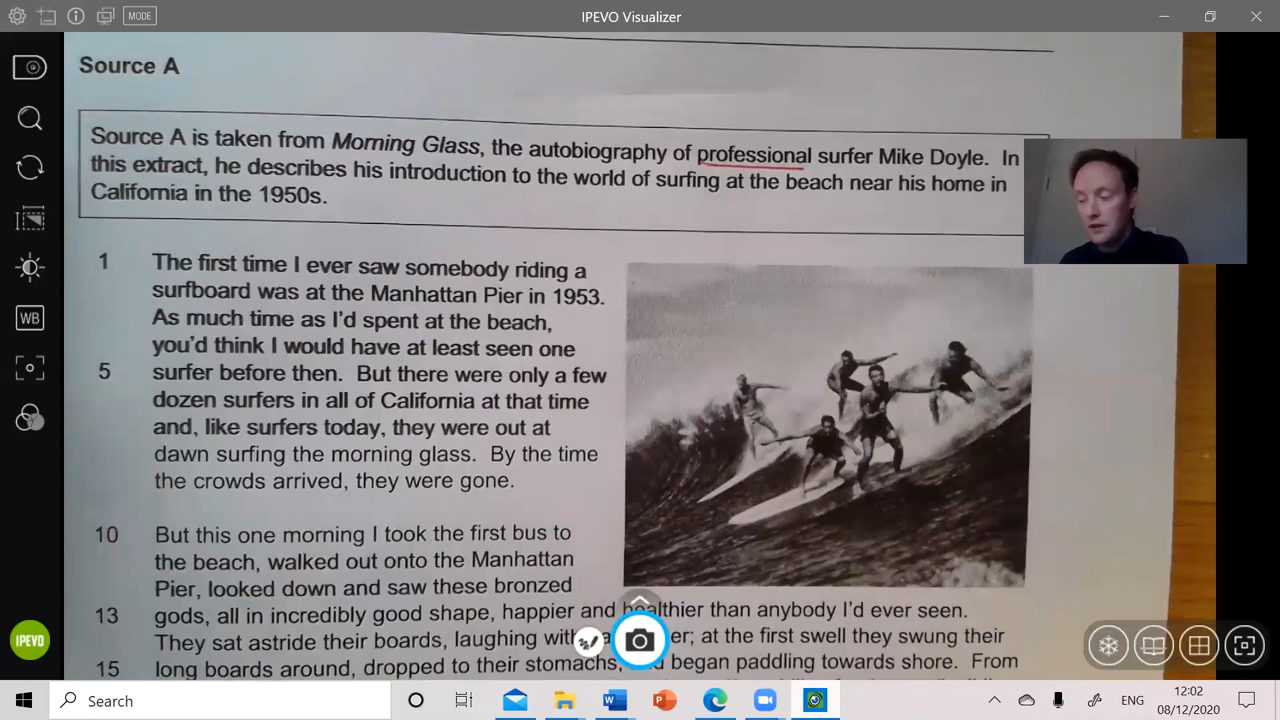 IPEVO Visualizer
MODE
Source A
Source A is taken from Morning Glass, the autobiography of professional surfer Mike Doyle. In
this extract, he describes his introduction to the world of surfing at the beach near his home in
California in the 1950s.
1 The first time I ever saw somebody riding a
surfboard was at the Manhattan Pier in 1953.
As much time as I'd spent at the beach,
you'd think I would have at least seen one
5 surfer before then. But there were only a few
dozen surfers in all of California at that time
and, like surfers today, they were out at
dawn surfing the morning glass. By the time
the crowds arrived, they were gone.
10 But this one morning I took the first bus to
the beach, walked out onto the Manhattan
Pier, looked down and saw these bronzed
13 gods, all in incredibly good shape, happier and healthier than anybody I'd ever seen.
They sat astride their boards, laughing with er; at the first swell they swung their
15 long boards around, dropped to their stomachs, began paddling towards shore. From
WB
IPEVO
Search
ENG
12:02
08/12/2020